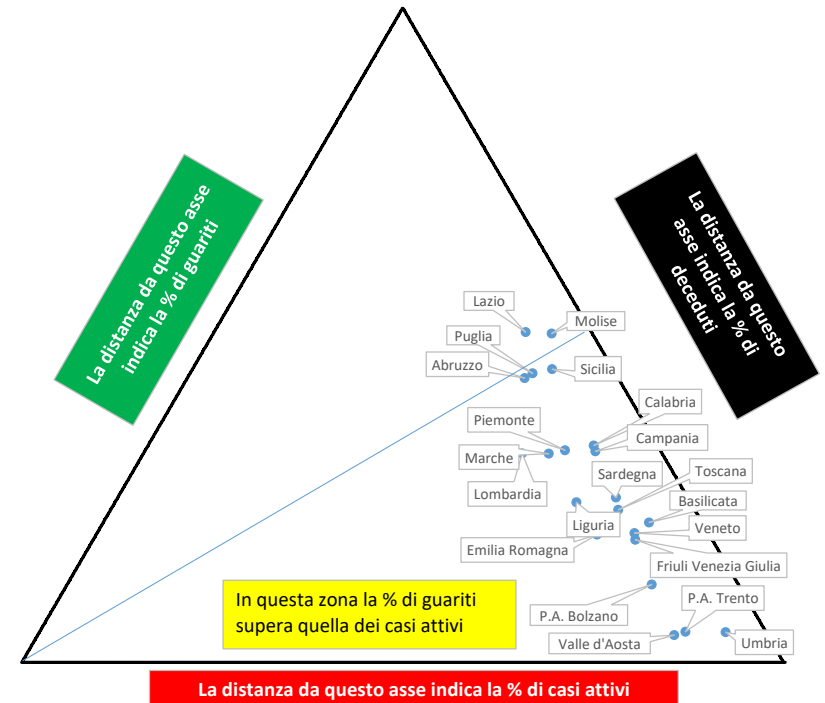 La distanza da questo asse
indica la % di guariti
La distanza da questo
asse indica la % di
deceduti
Lazio
Molise
Puglia
Abruzzo
Sicilia
Calabria
Piemonte
Campania
Marche
Sardegna
Toscana
Lombardia
Basilicata
Liguria
Veneto
Emilia Romagna
Friuli Venezia Giulia
In questa zona la % di guariti
supera quella dei casi attivi
P.A. Trento
P.A. Bolzano
Valle d'Aosta
Umbria
La distanza da questo asse indica la % di casi attivi